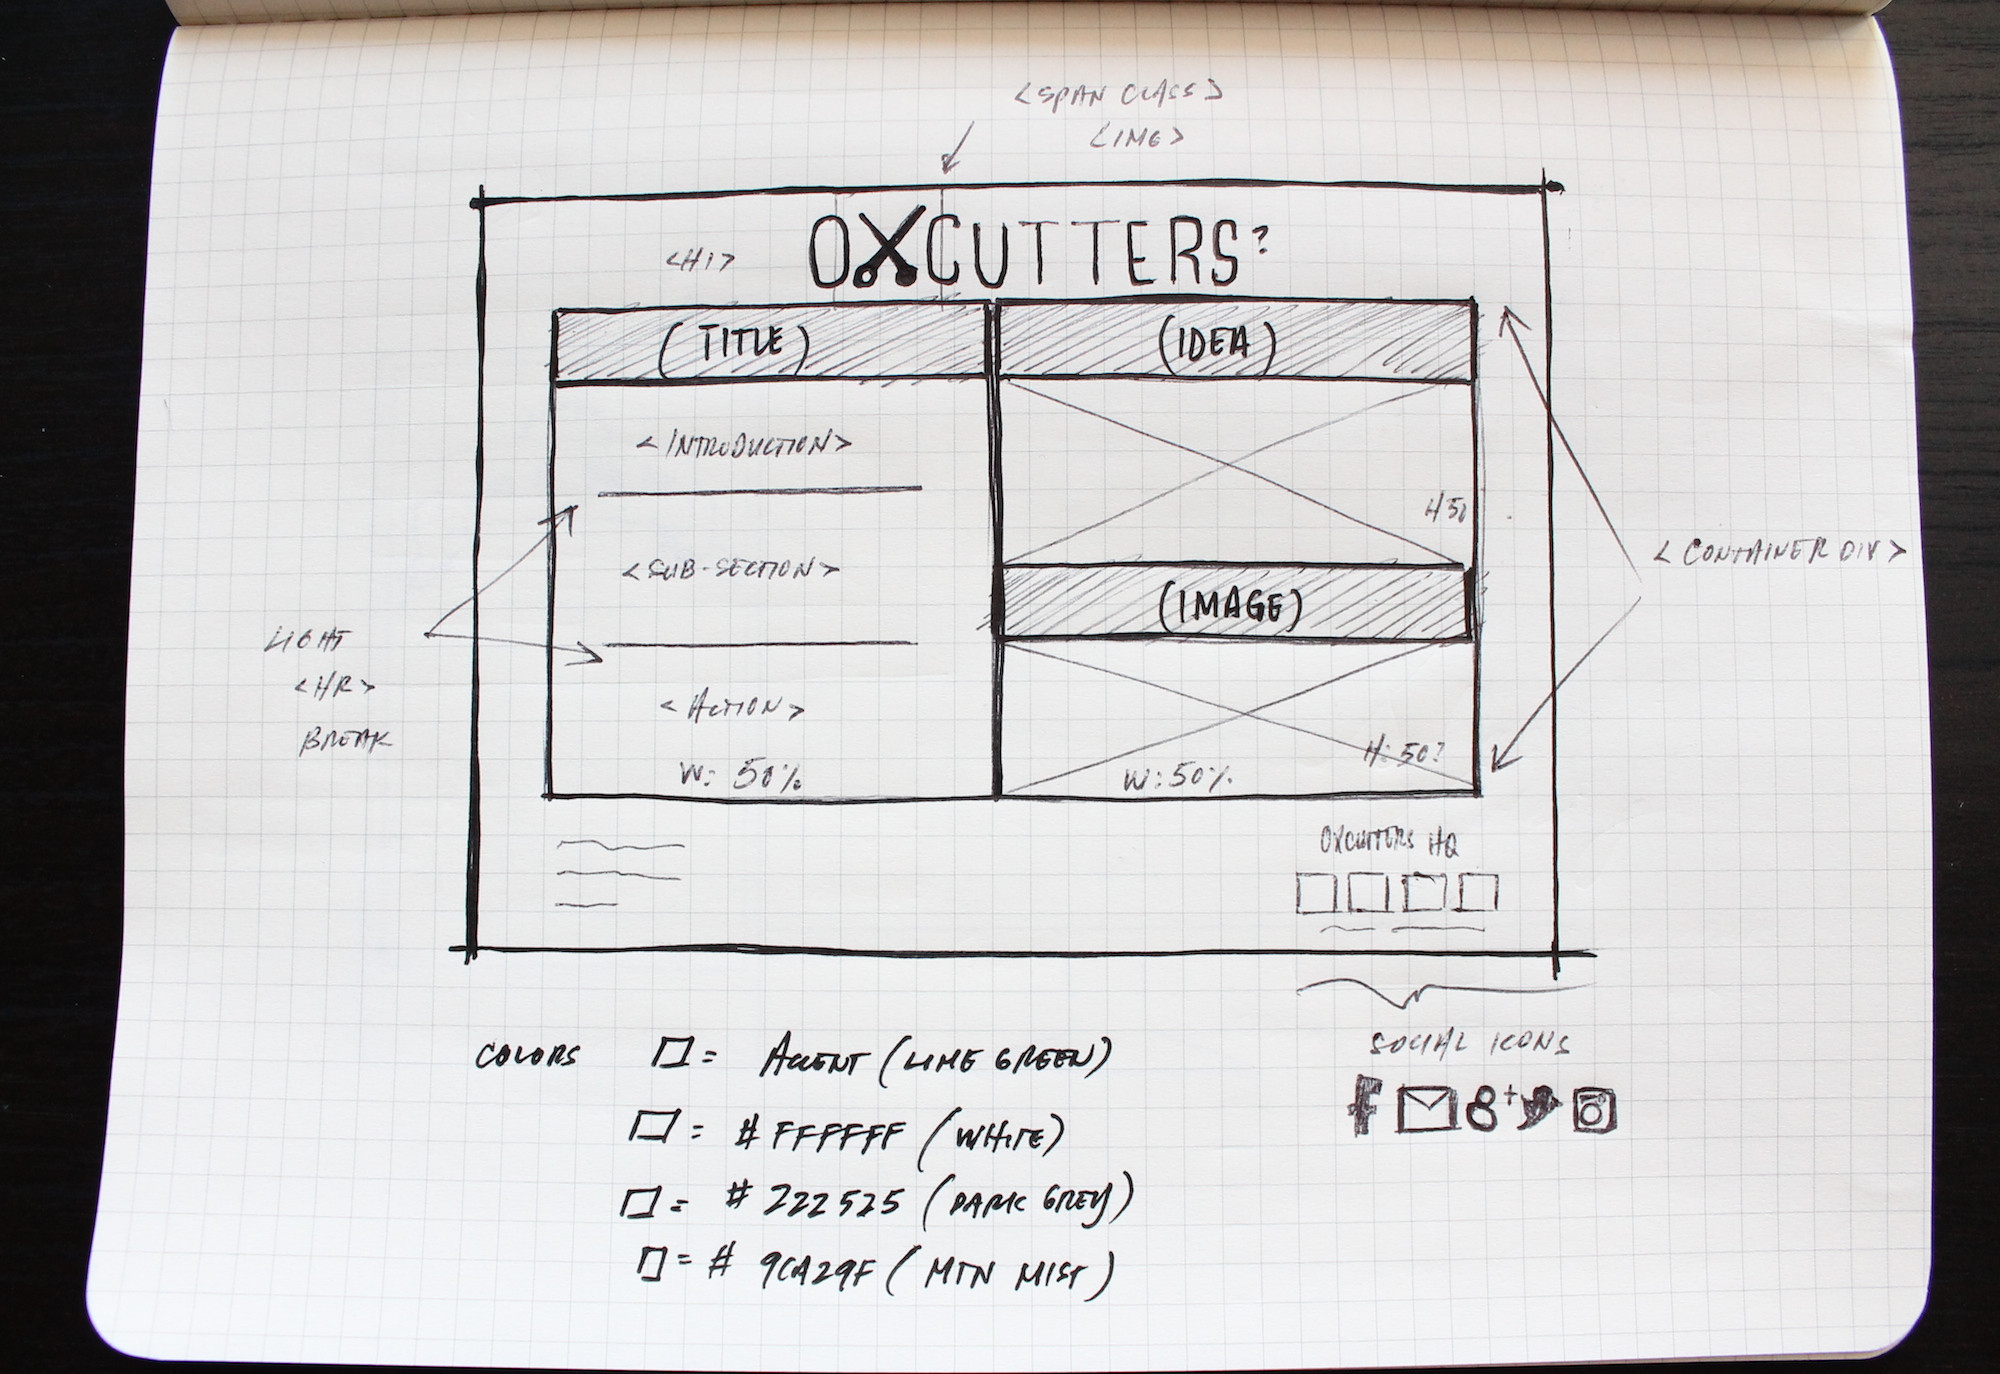 <SPAN CLASS>
<IMG>
<H1>
OXCUTTERS?
(TITLE)
(IDEA)
<INTRODUCTION>
H 50
<CONTAINER DIV>
<SUB-SECTION>
(IMAGE)
LIGHT
<HR>
BREAK
<ACTION>
H: 50?
W: 50%
W: 50%
OXCUTTERS HQ
SOCIAL ICONS
f g+
COLORS
= ACCENT (LIME GREEN)
= #FFFFFF (WHITE)
= #222525 (DARK GREY)
= #9CA29F (MTN MIST)